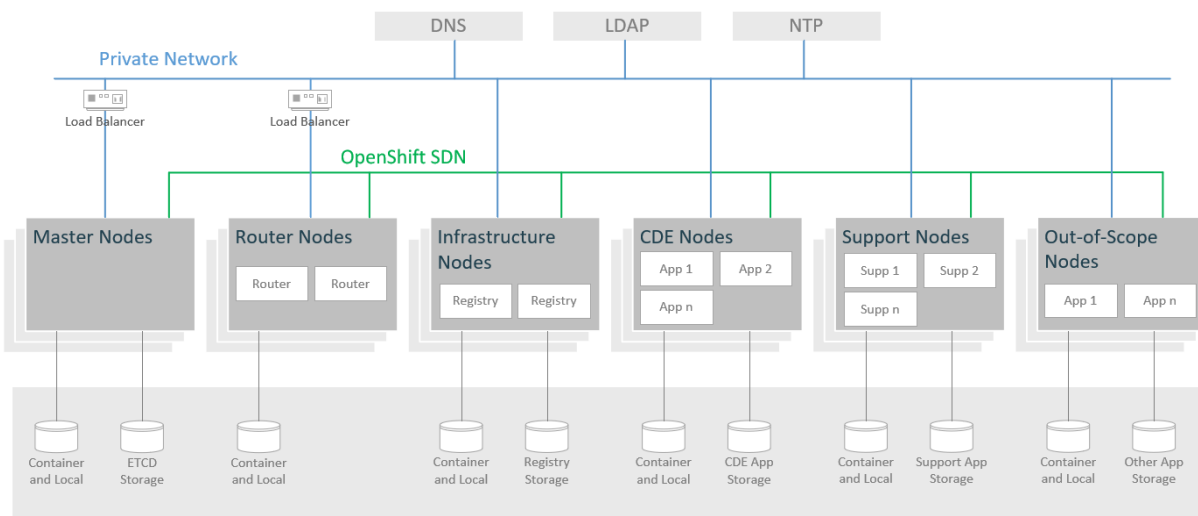 DNS
LDAP
NTP
Private Network
Load Balancer
Load Balancer
OpenShift SDN
Master Nodes
Router Nodes
Router
Router
Infrastructure
Nodes
Registry
Registry
CDE Nodes
App 1
App 2
App n
Support Nodes
Supp 1
Supp 2
Supp n
Out-of-Scope
Nodes
App 1
App n
Container
and Local
ETCD
Storage
Container
and Local
Container
and Local
Registry
Storage
Container
and Local
CDE App
Storage
Container
and Local
Support App
Storage
Container
and Local
Other App
Storage